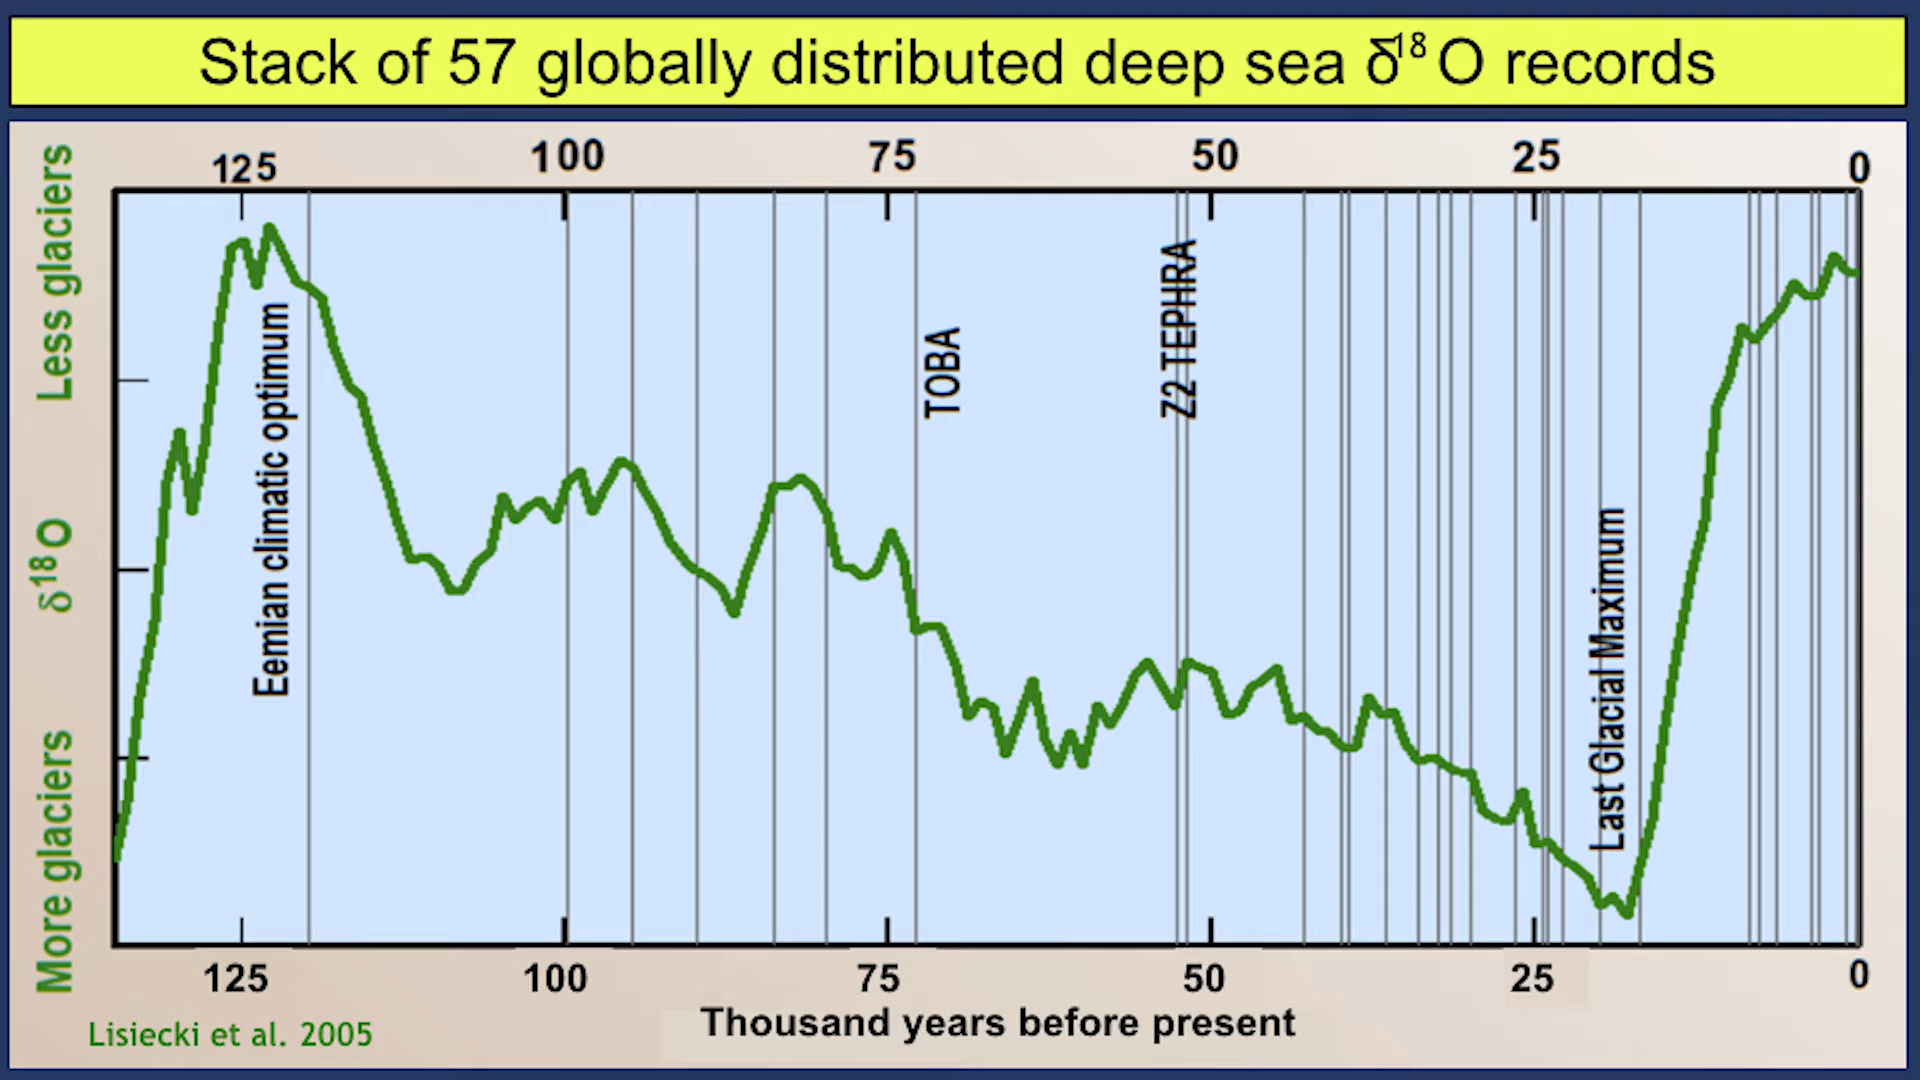 Stack of 57 globally distributed deep sea δ¹⁸O records
125 100 75 50 25 0
Less glaciers
δ¹⁸O
More glaciers
Eemian climatic optimum
TOBA
Z2 TEPHRA
Last Glacial Maximum
125 100 75 50 25 0
Thousand years before present
Lisiecki et al. 2005